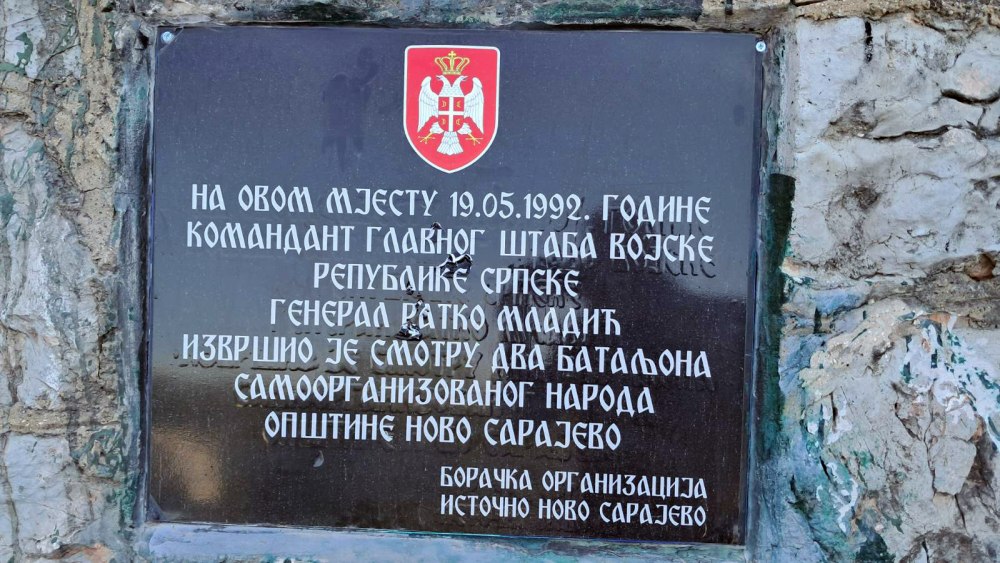 НА ОВОМ МЈЕСТУ 19.05.1992. ГОДИНЕ
КОМАНДАНТ ГЛАВНОГ ШТАБА ВОЈСКЕ
РЕПУБЛИКЕ СРПСКЕ
ГЕНЕРАЛ РАТКО МЛАДИЋ
ИЗВРШИО ЈЕ СМОТРУ ДВА БАТАЉОНА
САМООРГАНИЗОВАНОГ НАРОДА
ОПШТИНЕ НОВО САРАЈЕВО
БОРАЧКА ОРГАНИЗАЦИЈА
ИСТОЧНО НОВО САРАЈЕВО